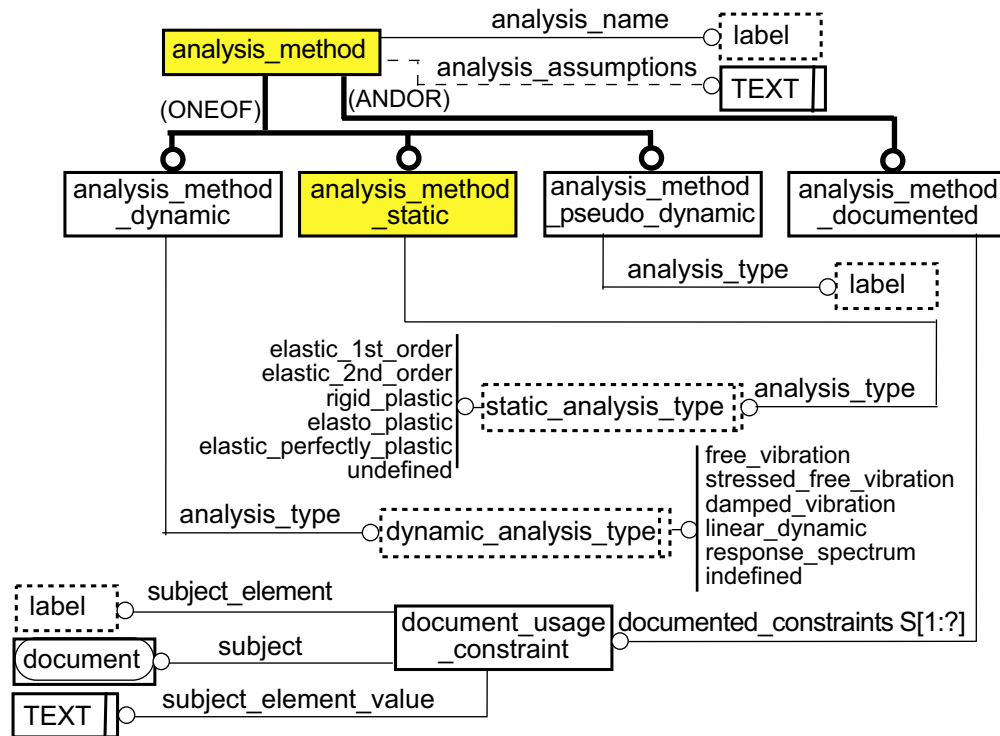 analysis_name
analysis_method
label
analysis_assumptions
TEXT
(ONEOF)
(ANDOR)
analysis_method
_dynamic
analysis_method
_static
analysis_method
_pseudo_dynamic
analysis_method
_documented
analysis_type
label
elastic_1st_order
elastic_2nd_order
rigid_plastic
elasto_plastic
elastic_perfectly_plastic
undefined
static_analysis_type
analysis_type
free_vibration
stressed_free_vibration
damped_vibration
linear_dynamic
response_spectrum
indefined
analysis_type
dynamic_analysis_type
label
subject_element
document_usage
_constraint
documented_constraints S[1:?]
document
subject
TEXT
subject_element_value